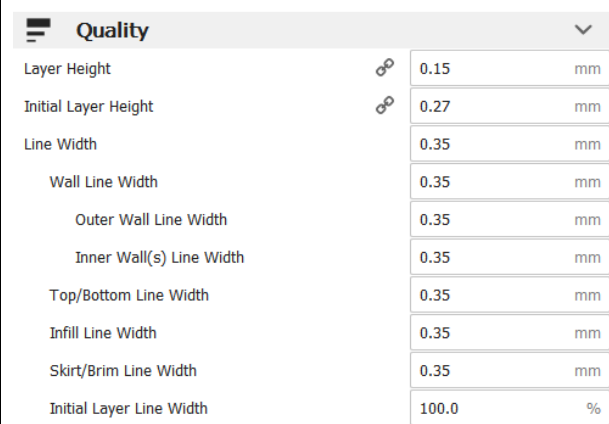 Quality
Layer Height 0.15 mm
Initial Layer Height 0.27 mm
Line Width 0.35 mm
Wall Line Width 0.35 mm
Outer Wall Line Width 0.35 mm
Inner Wall(s) Line Width 0.35 mm
Top/Bottom Line Width 0.35 mm
Infill Line Width 0.35 mm
Skirt/Brim Line Width 0.35 mm
Initial Layer Line Width 100.0 %